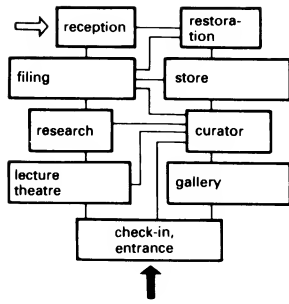 reception
restora-
tion
filing
store
research
curator
lecture
theatre
gallery
check-in,
entrance